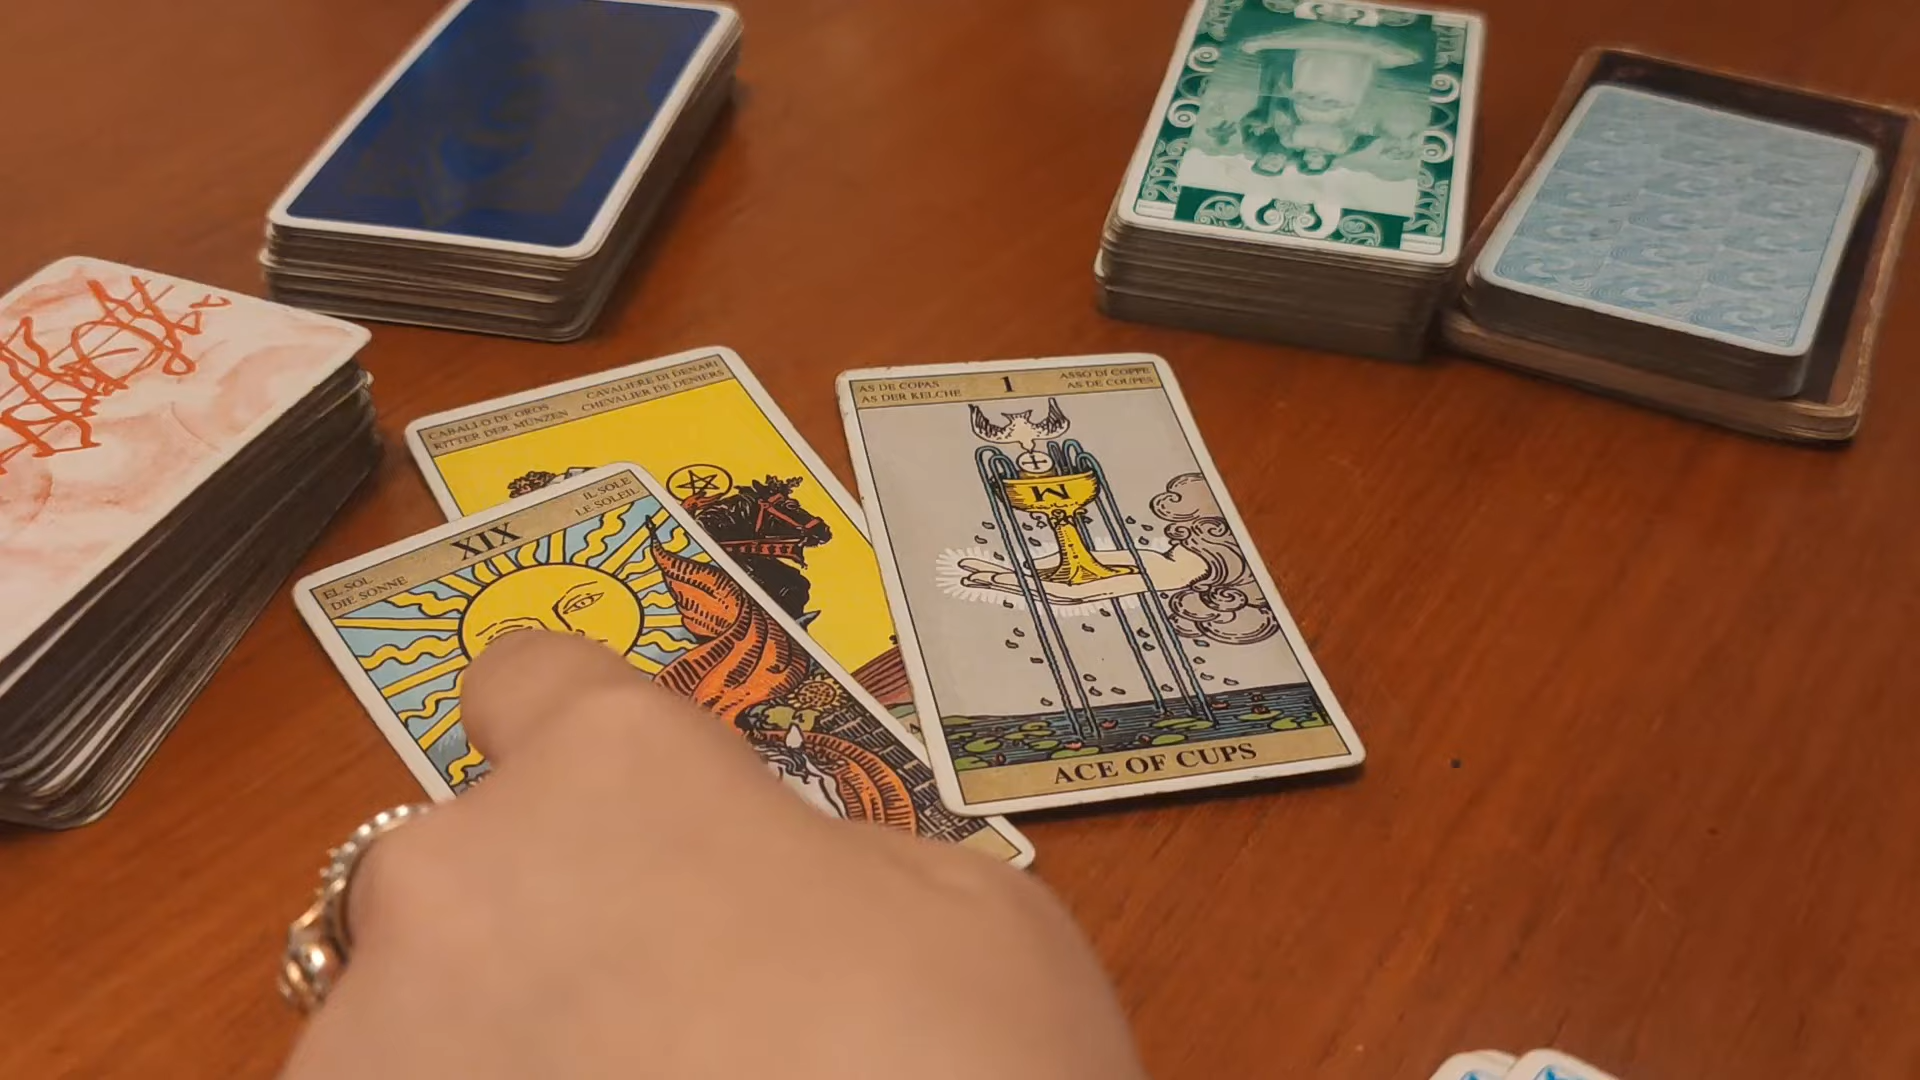 CABALLO DE OROS CAVALIERE DI DENARI
RITTER DER MÜNZEN CHEVALIER DE DENIERS
XIX
EL SOL IL SOLE
DIE SONNE LE SOLEIL
AS DE COPAS 1 ASSO DI COPPE
AS DER KELCHE AS DE COUPES
ACE OF CUPS